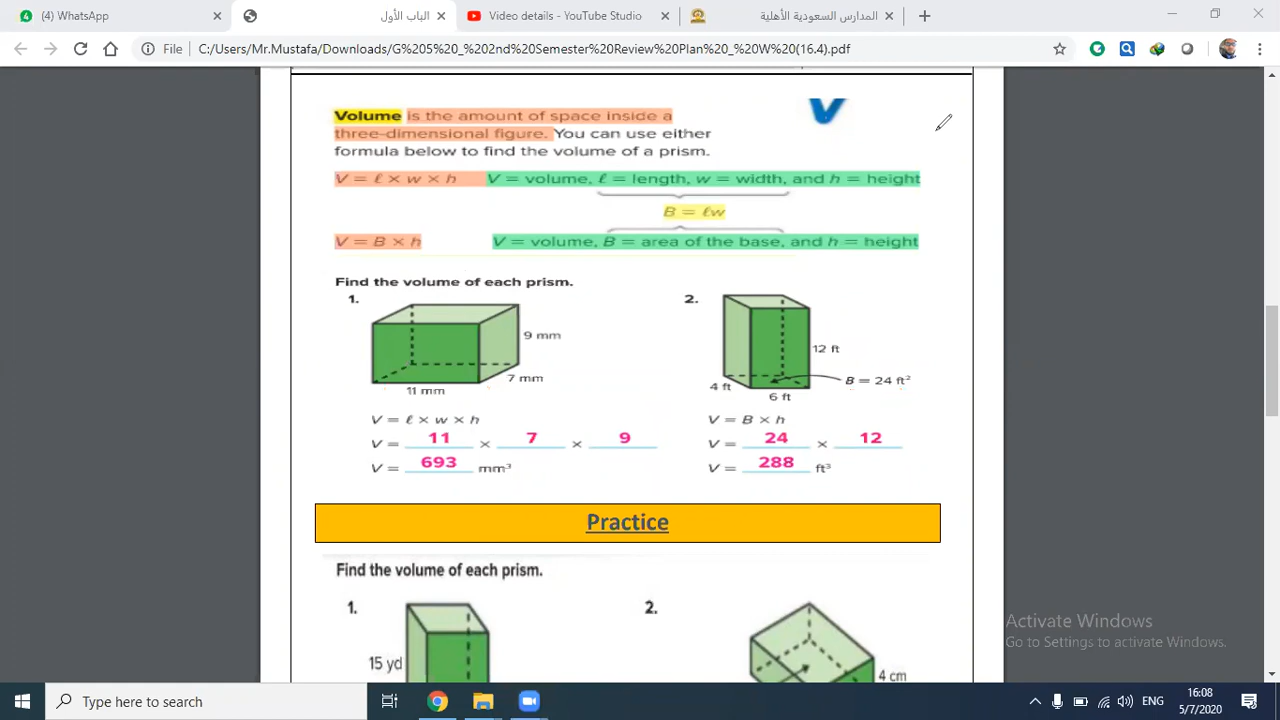 (4) WhatsApp
الباب الأول
Video details - YouTube Studio
المدارس السعودية الأهلية
File
C:/Users/Mr.Mustafa/Downloads/G%205%20_%202nd%20Semester%20Review%20Plan%20_%20W%20(16.4).pdf
V
Volume is the amount of space inside a
three-dimensional figure. You can use either
formula below to find the volume of a prism.
V = ℓ × w × h V = volume, ℓ = length, w = width, and h = height
B = ℓw
V = B × h V = volume, B = area of the base, and h = height
Find the volume of each prism.
1.
9 mm
7 mm
11 mm
V = ℓ × w × h
V = 11 × 7 × 9
V = 693 mm³
2.
12 ft
B = 24 ft²
4 ft
6 ft
V = B × h
V = 24 × 12
V = 288 ft³
Practice
Find the volume of each prism.
1.
15 yd
2.
4 cm
Activate Windows
Go to Settings to activate Windows.
Type here to search
ENG
16:08
5/7/2020